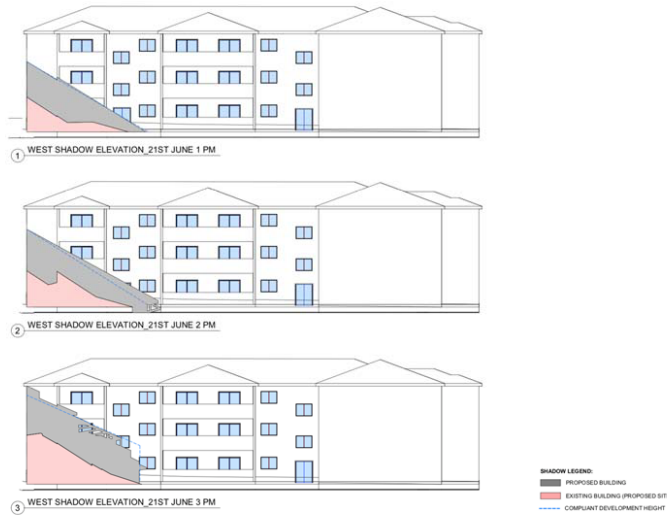 1 WEST SHADOW ELEVATION_21ST JUNE 1 PM
2 WEST SHADOW ELEVATION_21ST JUNE 2 PM
3 WEST SHADOW ELEVATION_21ST JUNE 3 PM
SHADOW LEGEND:
PROPOSED BUILDING
EXISTING BUILDING (PROPOSED SIT
COMPLIANT DEVELOPMENT HEIGHT